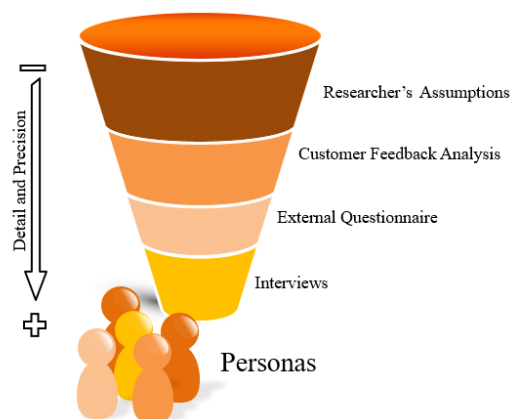 Researcher's Assumptions
Customer Feedback Analysis
External Questionnaire
Interviews
Detail and Precision
Personas